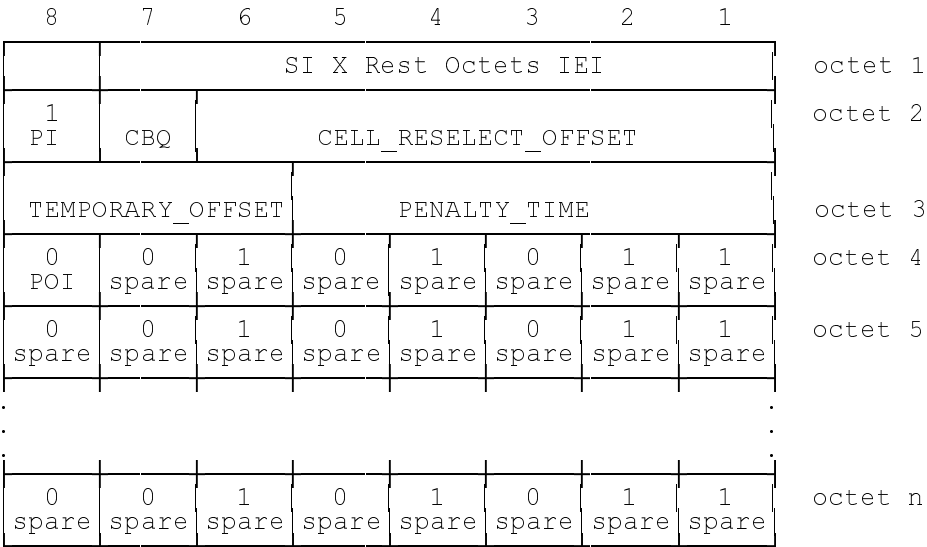 8 7 6 5 4 3 2 1
SI X Rest Octets IEI octet 1
1 octet 2
PI CBQ CELL_RESELECT_OFFSET
TEMPORARY_OFFSET PENALTY_TIME octet 3
0 0 1 0 1 0 1 1 octet 4
POI spare spare spare spare spare spare spare
0 0 1 0 1 0 1 1 octet 5
spare spare spare spare spare spare spare spare
. .
. .
. .
0 0 1 0 1 0 1 1 octet n
spare spare spare spare spare spare spare spare